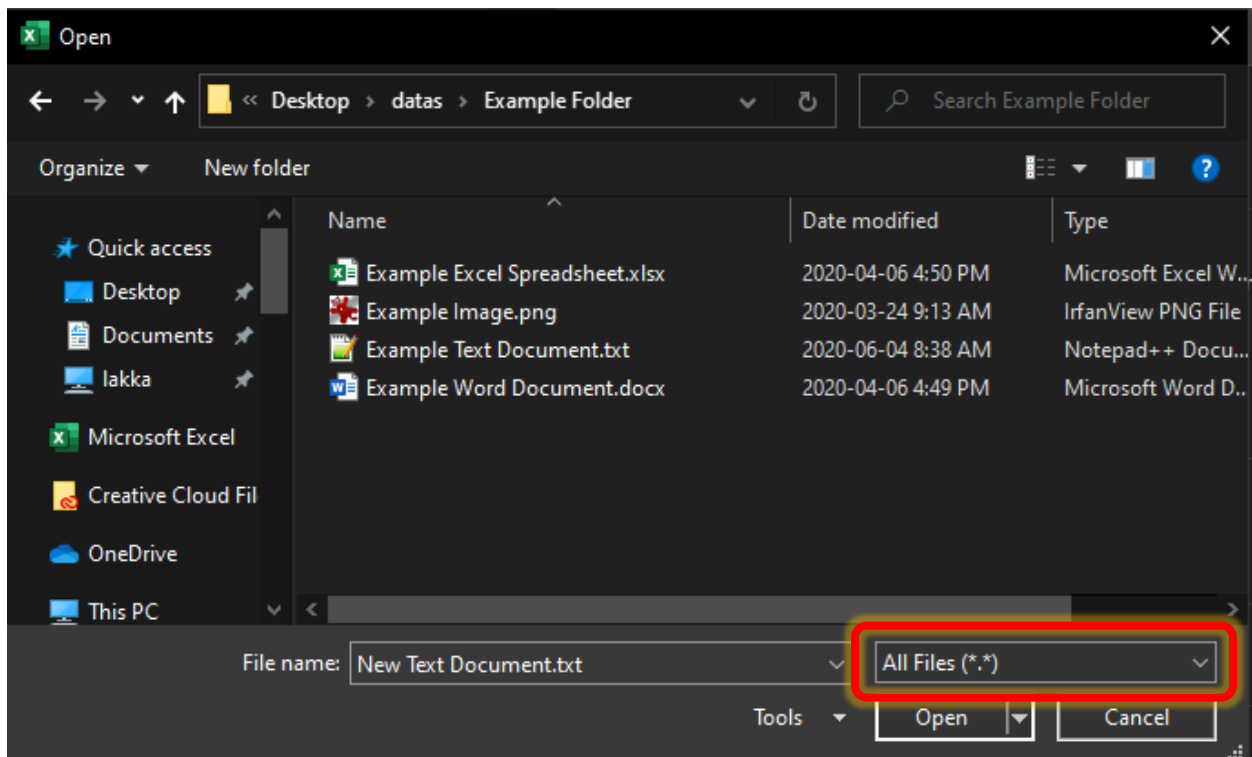 Open
« Desktop › datas › Example Folder
Search Example Folder
Organize
New folder
Name
Date modified
Type
Quick access
Desktop
Documents
lakka
Microsoft Excel
Creative Cloud Fil
OneDrive
This PC
Example Excel Spreadsheet.xlsx 2020-04-06 4:50 PM Microsoft Excel W...
Example Image.png 2020-03-24 9:13 AM IrfanView PNG File
Example Text Document.txt 2020-06-04 8:38 AM Notepad++ Docu...
Example Word Document.docx 2020-04-06 4:49 PM Microsoft Word D...
File name: New Text Document.txt
All Files (*.*)
Tools
Open
Cancel